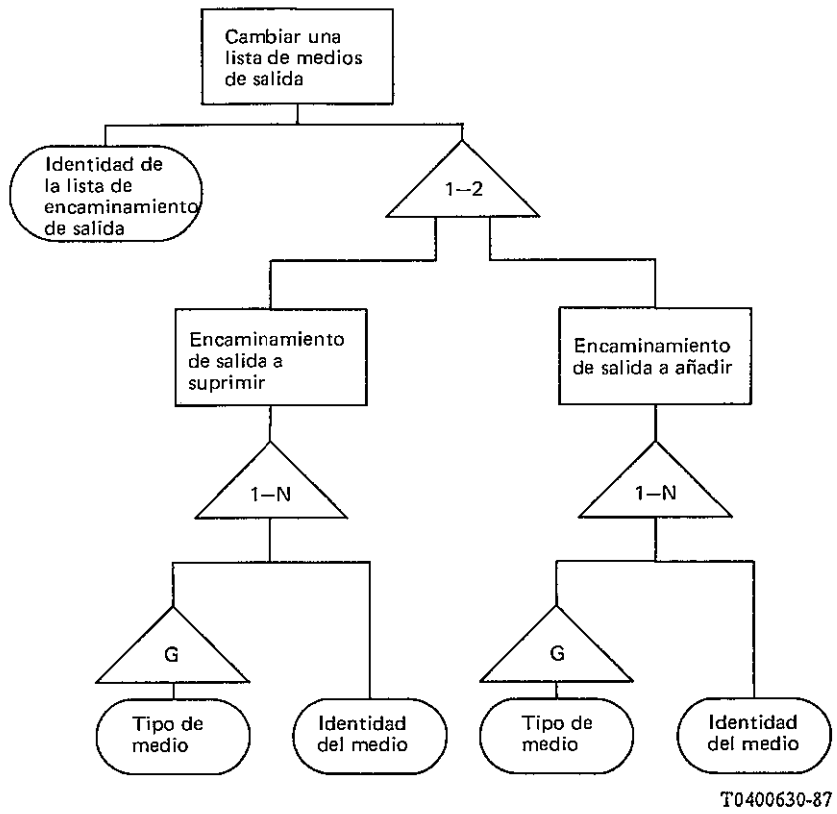 Cambiar una
lista de medios
de salida
Identidad de
la lista de
encaminamiento
de salida
1–2
Encaminamiento
de salida a
suprimir
Encaminamiento
de salida a añadir
1–N
1–N
G
G
Tipo de
medio
Identidad
del medio
Tipo de
medio
Identidad
del medio
T0400630-87